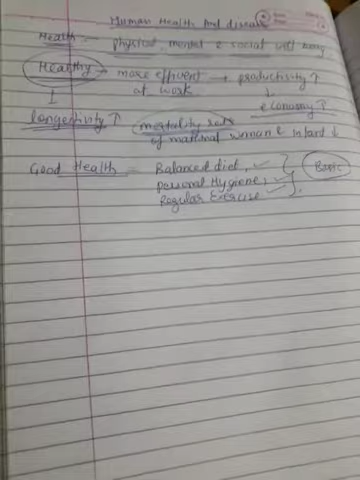 Human Health And disease
Health - physical, mental & social well being
Healthy → more efficient → productivity ↑
at work
↓ ↓
economy ↑
longectivity ↑ mortality rate
of maternal woman & infant ↓
Good Health = Balanced diet,
personal Hygiene,
Regular Exercise
Basic